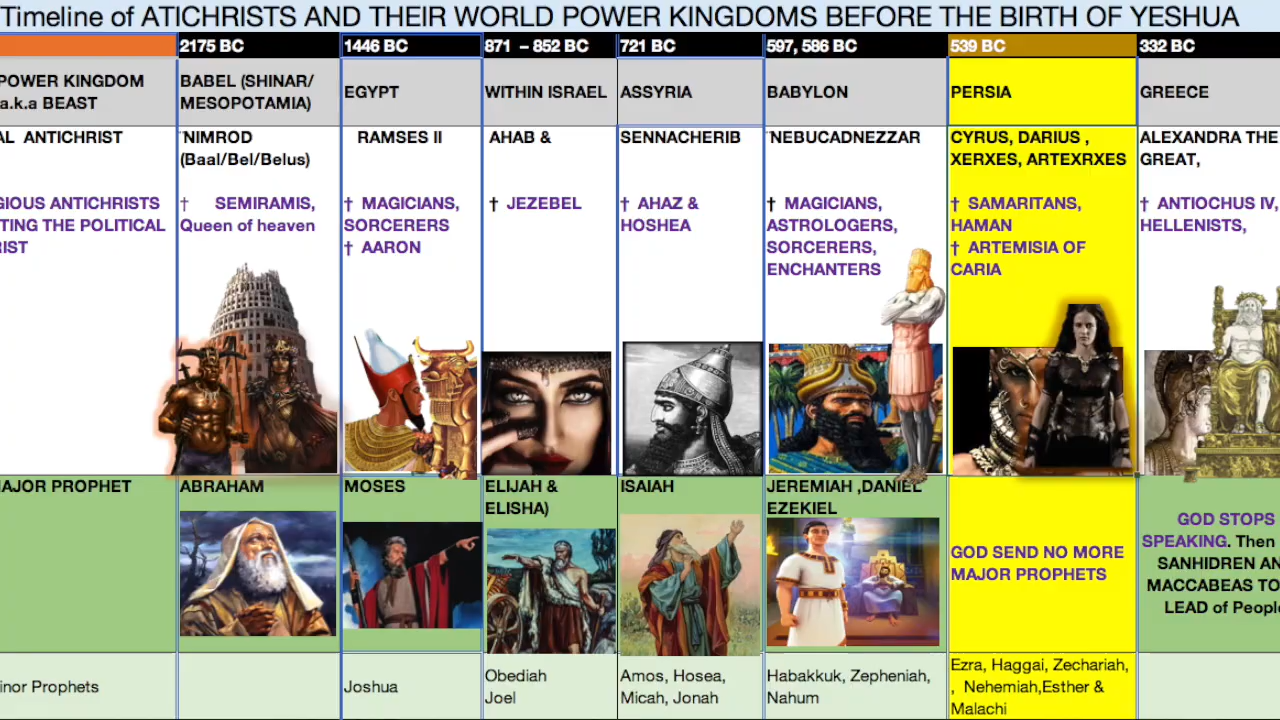 Timeline of ATICHRISTS AND THEIR WORLD POWER KINGDOMS BEFORE THE BIRTH OF YESHUA
2175 BC
1446 BC
871 – 852 BC
721 BC
597, 586 BC
539 BC
332 BC
POWER KINGDOM
a.k.a BEAST
BABEL (SHINAR/
MESOPOTAMIA)
EGYPT
WITHIN ISRAEL
ASSYRIA
BABYLON
PERSIA
GREECE
AL ANTICHRIST
GIOUS ANTICHRISTS
TING THE POLITICAL
IST
NIMROD
(Baal/Bel/Belus)
† SEMIRAMIS,
Queen of heaven
RAMSES II
† MAGICIANS,
SORCERERS
† AARON
AHAB &
† JEZEBEL
SENNACHERIB
† AHAZ &
HOSHEA
NEBUCADNEZZAR
† MAGICIANS,
ASTROLOGERS,
SORCERERS,
ENCHANTERS
CYRUS, DARIUS ,
XERXES, ARTEXRXES
† SAMARITANS,
HAMAN
† ARTEMISIA OF
CARIA
ALEXANDRA THE
GREAT,
† ANTIOCHUS IV,
HELLENISTS,
AJOR PROPHET
ABRAHAM
MOSES
ELIJAH &
ELISHA)
ISAIAH
JEREMIAH ,DANIEL
EZEKIEL
GOD SEND NO MORE
MAJOR PROPHETS
GOD STOPS
SPEAKING. Then
SANHIDREN AN
MACCABEAS TO
LEAD of Peopl
inor Prophets
Joshua
Obediah
Joel
Amos, Hosea,
Micah, Jonah
Habakkuk, Zepheniah,
Nahum
Ezra, Haggai, Zechariah,
, Nehemiah,Esther &
Malachi